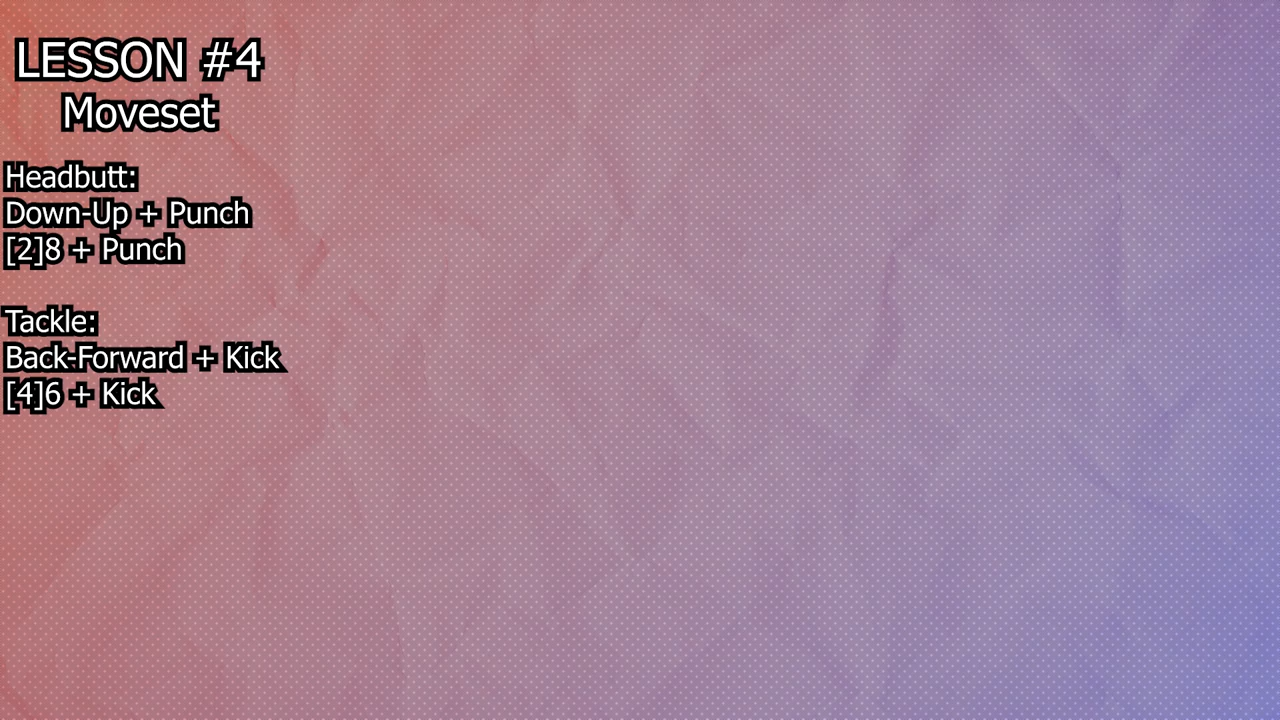 LESSON #4
Moveset
Headbutt:
Down-Up + Punch
[2]8 + Punch
Tackle:
Back-Forward + Kick
[4]6 + Kick